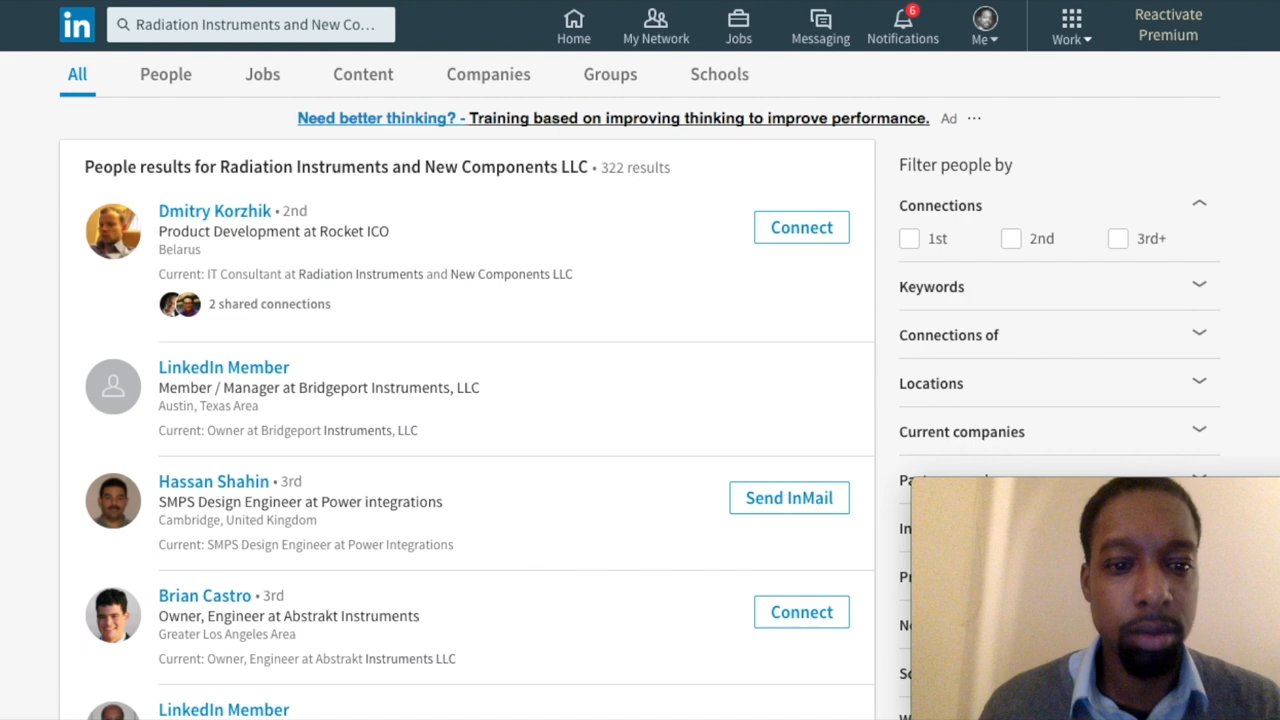 in
Radiation Instruments and New Co...
Home
My Network
Jobs
Messaging
6
Notifications
Me
Work
Reactivate
Premium
All
People
Jobs
Content
Companies
Groups
Schools
Need better thinking? - Training based on improving thinking to improve performance. Ad ...
People results for Radiation Instruments and New Components LLC • 322 results
Dmitry Korzhik • 2nd
Product Development at Rocket ICO
Belarus
Current: IT Consultant at Radiation Instruments and New Components LLC
2 shared connections
Connect
LinkedIn Member
Member / Manager at Bridgeport Instruments, LLC
Austin, Texas Area
Current: Owner at Bridgeport Instruments, LLC
Hassan Shahin • 3rd
SMPS Design Engineer at Power integrations
Cambridge, United Kingdom
Current: SMPS Design Engineer at Power Integrations
Send InMail
Brian Castro • 3rd
Owner, Engineer at Abstrakt Instruments
Greater Los Angeles Area
Current: Owner, Engineer at Abstrakt Instruments LLC
Connect
LinkedIn Member
Filter people by
Connections
1st
2nd
3rd+
Keywords
Connections of
Locations
Current companies